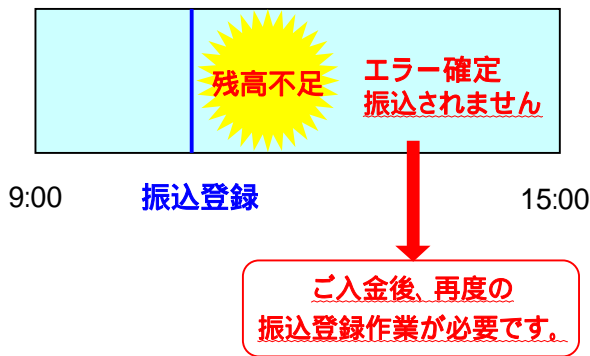 残高不足
エラー確定
振込されません
9:00
振込登録
15:00
ご入金後、再度の
振込登録作業が必要です。